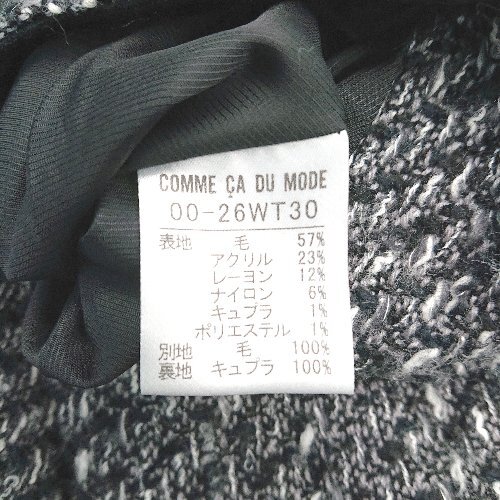 COMME ÇA DU MODE
00-26WT30
表地 毛 57%
アクリル 23%
レーヨン 12%
ナイロン 6%
キュプラ 1%
ポリエステル 1%
別地 毛 100%
裏地 キュプラ 100%